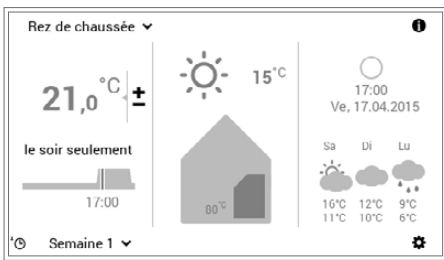 Rez de chaussée
21,0 °C ±
le soir seulement
17:00
Semaine 1
15°C
00°C
17:00
Ve, 17.04.2015
Sa Di Lu
16°C 12°C 9°C
11°C 10°C 6°C